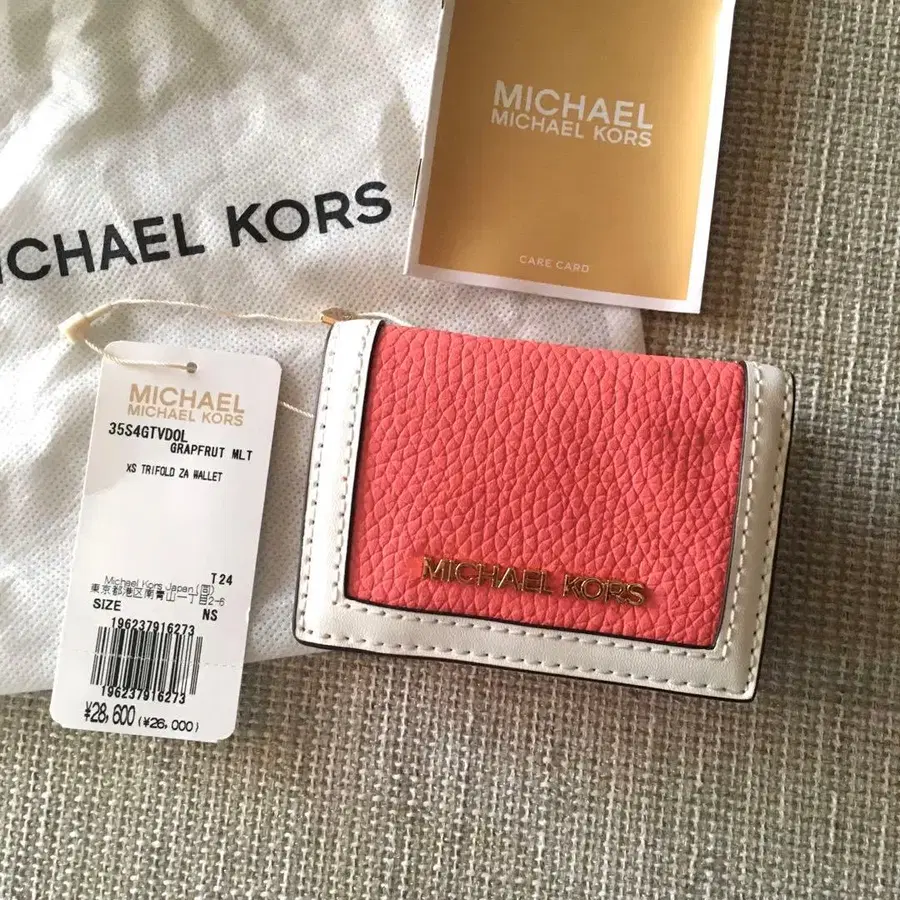 MICHAEL
MICHAEL KORS
CARE CARD
MICHAEL KORS
MICHAEL
MICHAEL KORS
35S4GTVD0L
GRAPFRUT MLT
XS TRIFOLD ZA WALLET
T24
Michael Kors Japan(同)
東京都港区南青山一丁目2-6
SIZE NS
196237916273
196237916273
¥28,600(¥26,000)
MICHAEL KORS